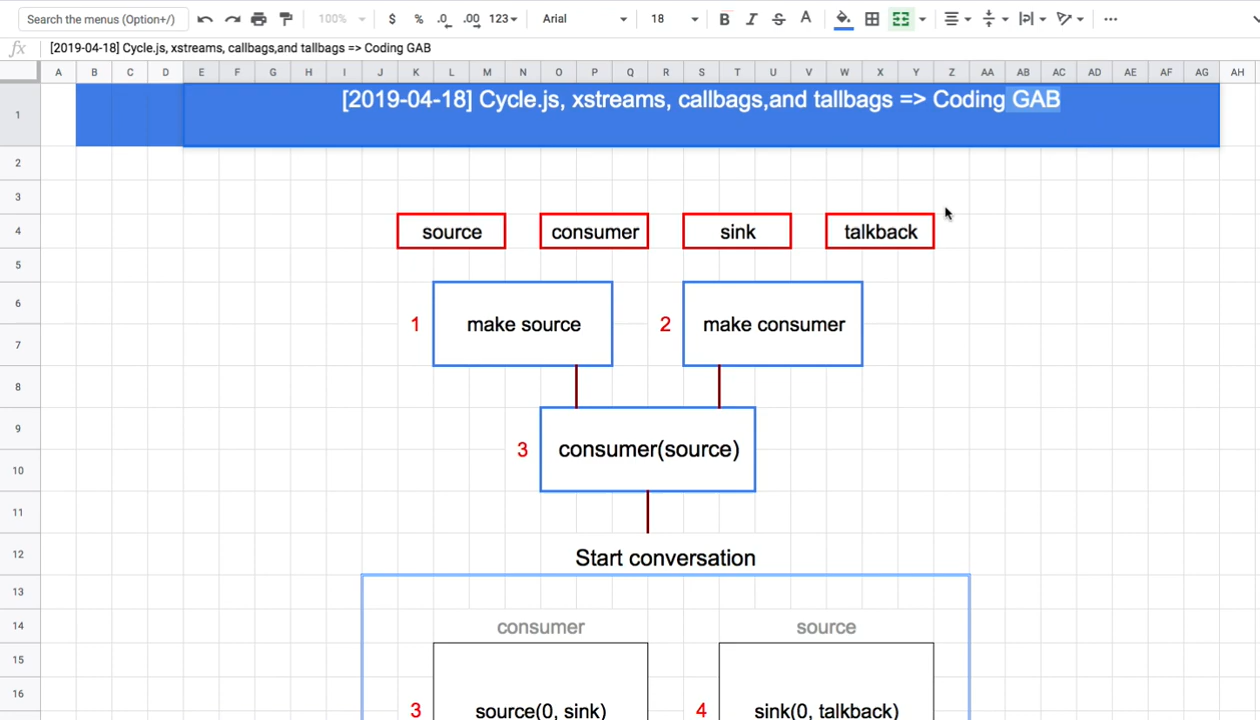 Search the menus (Option+/) 100% $ % .0 .00 123 Arial 18 B I S A
fx [2019-04-18] Cycle.js, xstreams, callbags,and tallbags => Coding GAB
A B C D E F G H I J K L M N O P Q R S T U V W X Y Z AA AB AC AD AE AF AG AH
1 [2019-04-18] Cycle.js, xstreams, callbags,and tallbags => Coding GAB
2
3
4 source consumer sink talkback
5
6
1 make source 2 make consumer
7
8
9
3 consumer(source)
10
11
12 Start conversation
13
14 consumer source
15
16
3 source(0, sink) 4 sink(0, talkback)